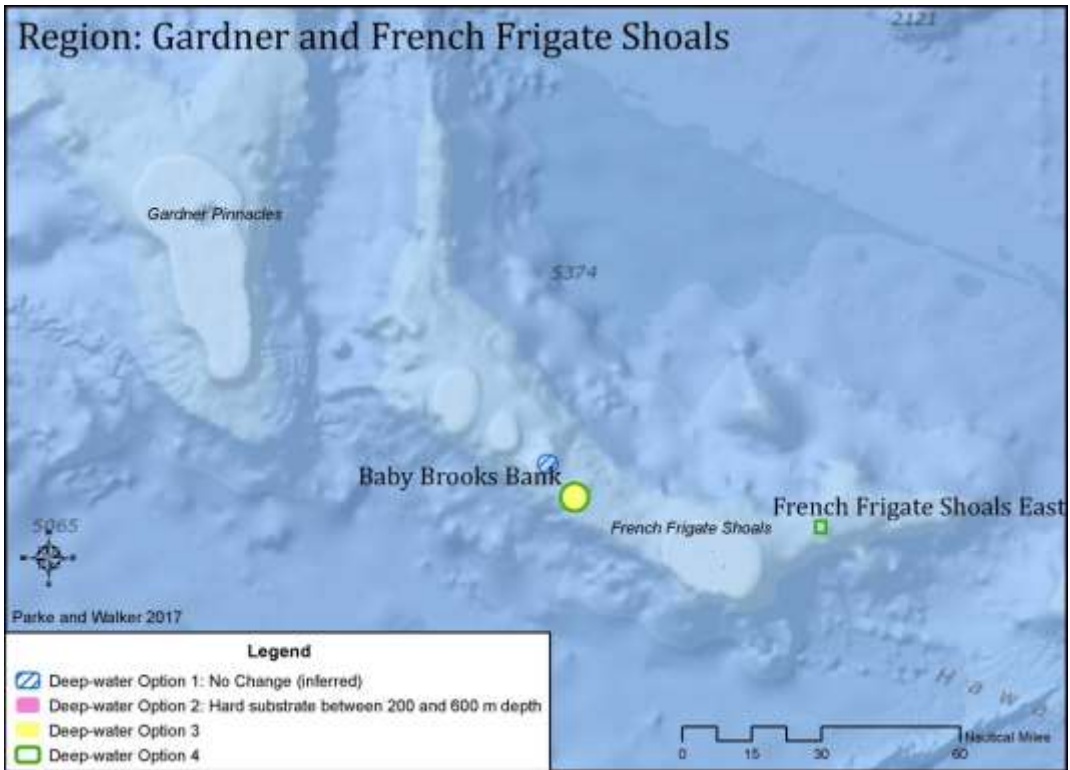 Region: Gardner and French Frigate Shoals
2121
Gardner Pinnacles
5374
Baby Brooks Bank
French Frigate Shoals East
French Frigate Shoals
5065
Parke and Walker 2017
H a w
Legend
Deep-water Option 1: No Change (inferred)
Deep-water Option 2: Hard substrate between 200 and 600 m depth
Deep-water Option 3
Deep-water Option 4
Nautical Miles
0 15 30 60